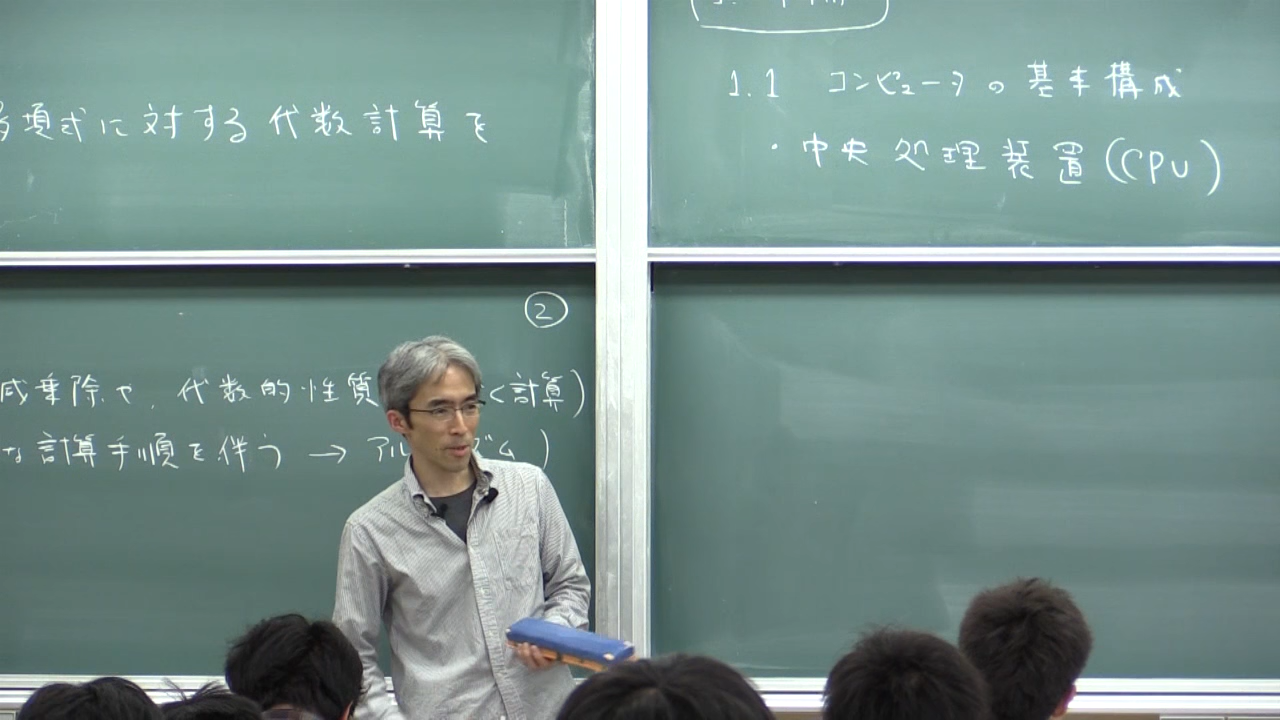 項式に対する代数計算を
②
減乗除や、代数的性質 く計算)
な計算手順を伴う → アル ズム )
1.1 コンピュータの基本構成
・中央処理装置(CPU)